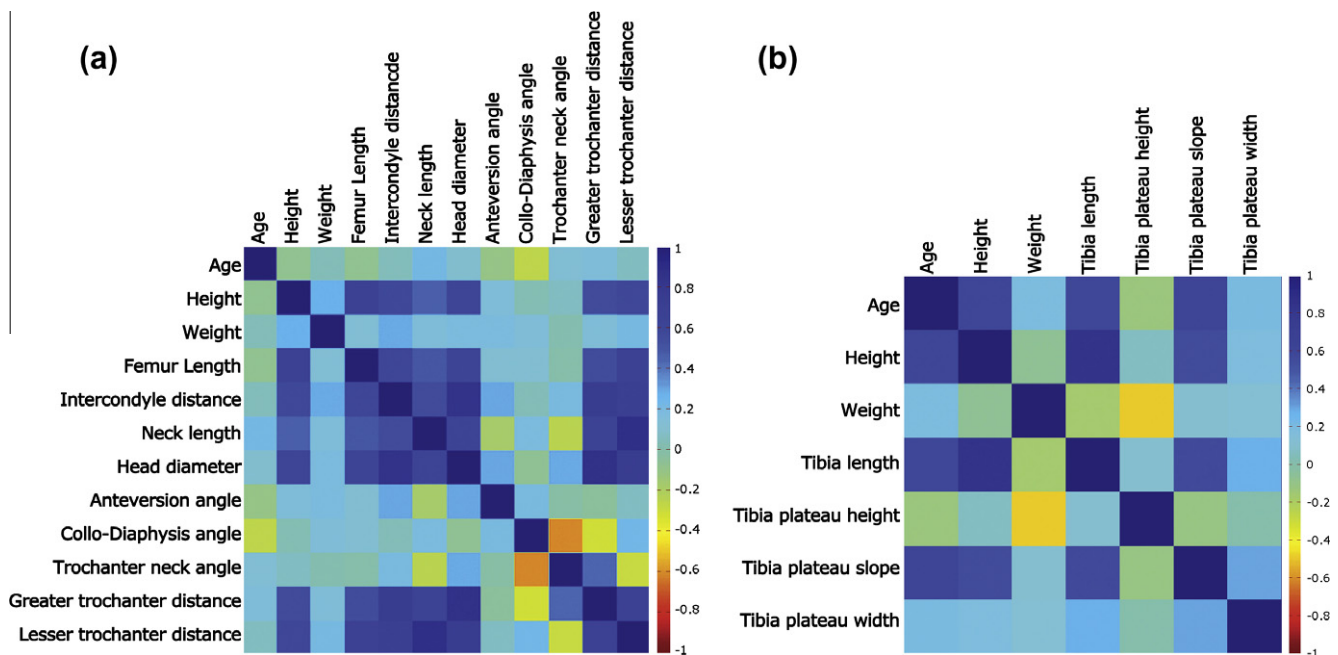 (a)
Age
Height
Weight
Femur Length
Intercondyle distancde
Neck length
Head diameter
Anteversion angle
Collo-Diaphysis angle
Trochanter neck angle
Greater trochanter distance
Lesser trochanter distance
Age
Height
Weight
Femur Length
Intercondyle distance
Neck length
Head diameter
Anteversion angle
Collo-Diaphysis angle
Trochanter neck angle
Greater trochanter distance
Lesser trochanter distance
1
0.8
0.6
0.4
0.2
0
-0.2
-0.4
-0.6
-0.8
-1
(b)
Age
Height
Weight
Tibia length
Tibia plateau height
Tibia plateau slope
Tibia plateau width
Age
Height
Weight
Tibia length
Tibia plateau height
Tibia plateau slope
Tibia plateau width
1
0.8
0.6
0.4
0.2
0
-0.2
-0.4
-0.6
-0.8
-1